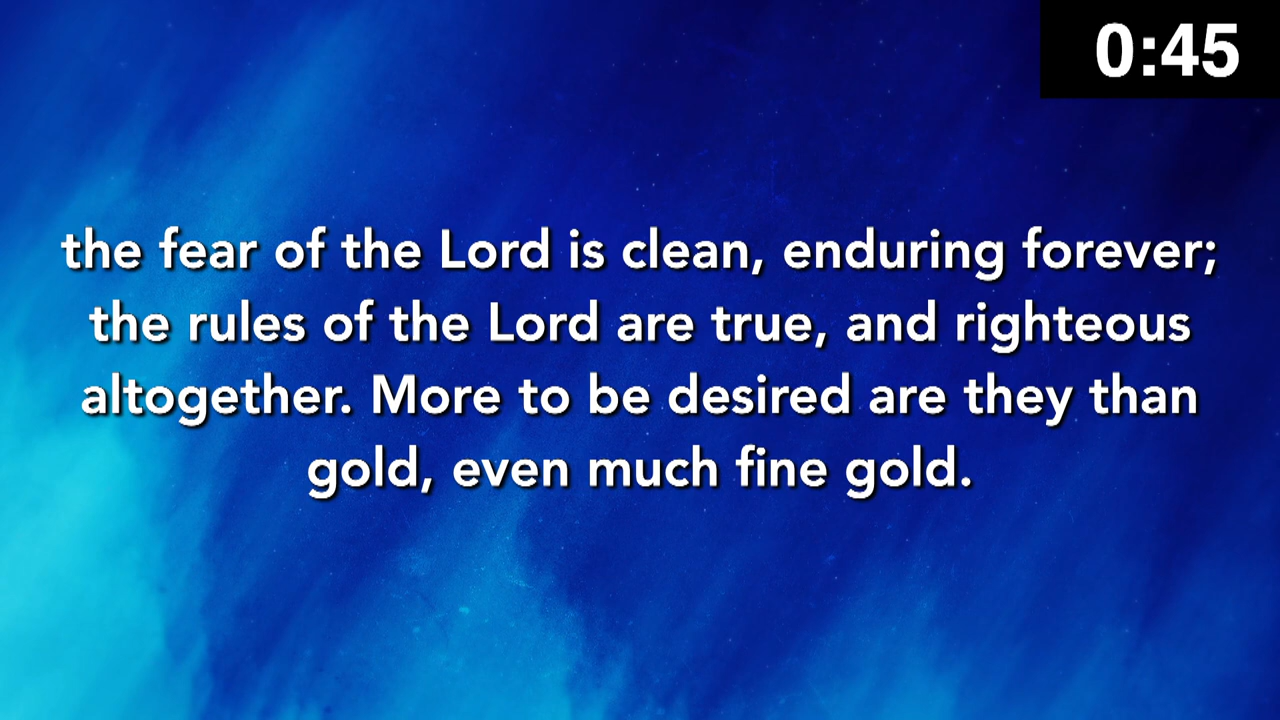 0:45
the fear of the Lord is clean, enduring forever;
the rules of the Lord are true, and righteous
altogether. More to be desired are they than
gold, even much fine gold.